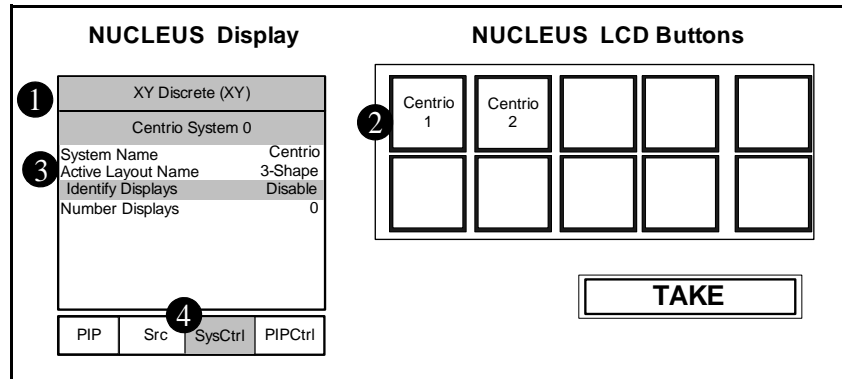 NUCLEUS Display
NUCLEUS LCD Buttons
1
XY Discrete (XY)
Centrio System 0
2
Centrio
1
Centrio
2
3
System Name Centrio
Active Layout Name 3-Shape
Identify Displays Disable
Number Displays 0
TAKE
4
PIP Src SysCtrl PIPCtrl